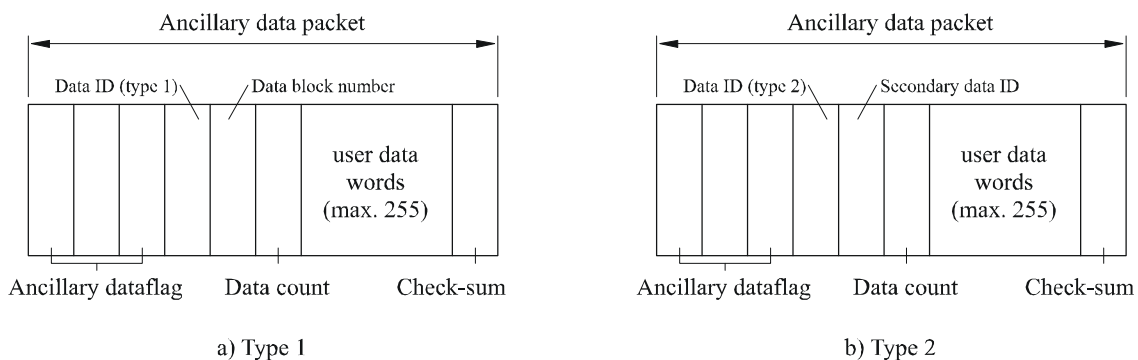 Ancillary data packet
Data ID (type 1)
Data block number
user data
words
(max. 255)
Ancillary dataflag
Data count
Check-sum
a) Type 1
Ancillary data packet
Data ID (type 2)
Secondary data ID
user data
words
(max. 255)
Ancillary dataflag
Data count
Check-sum
b) Type 2